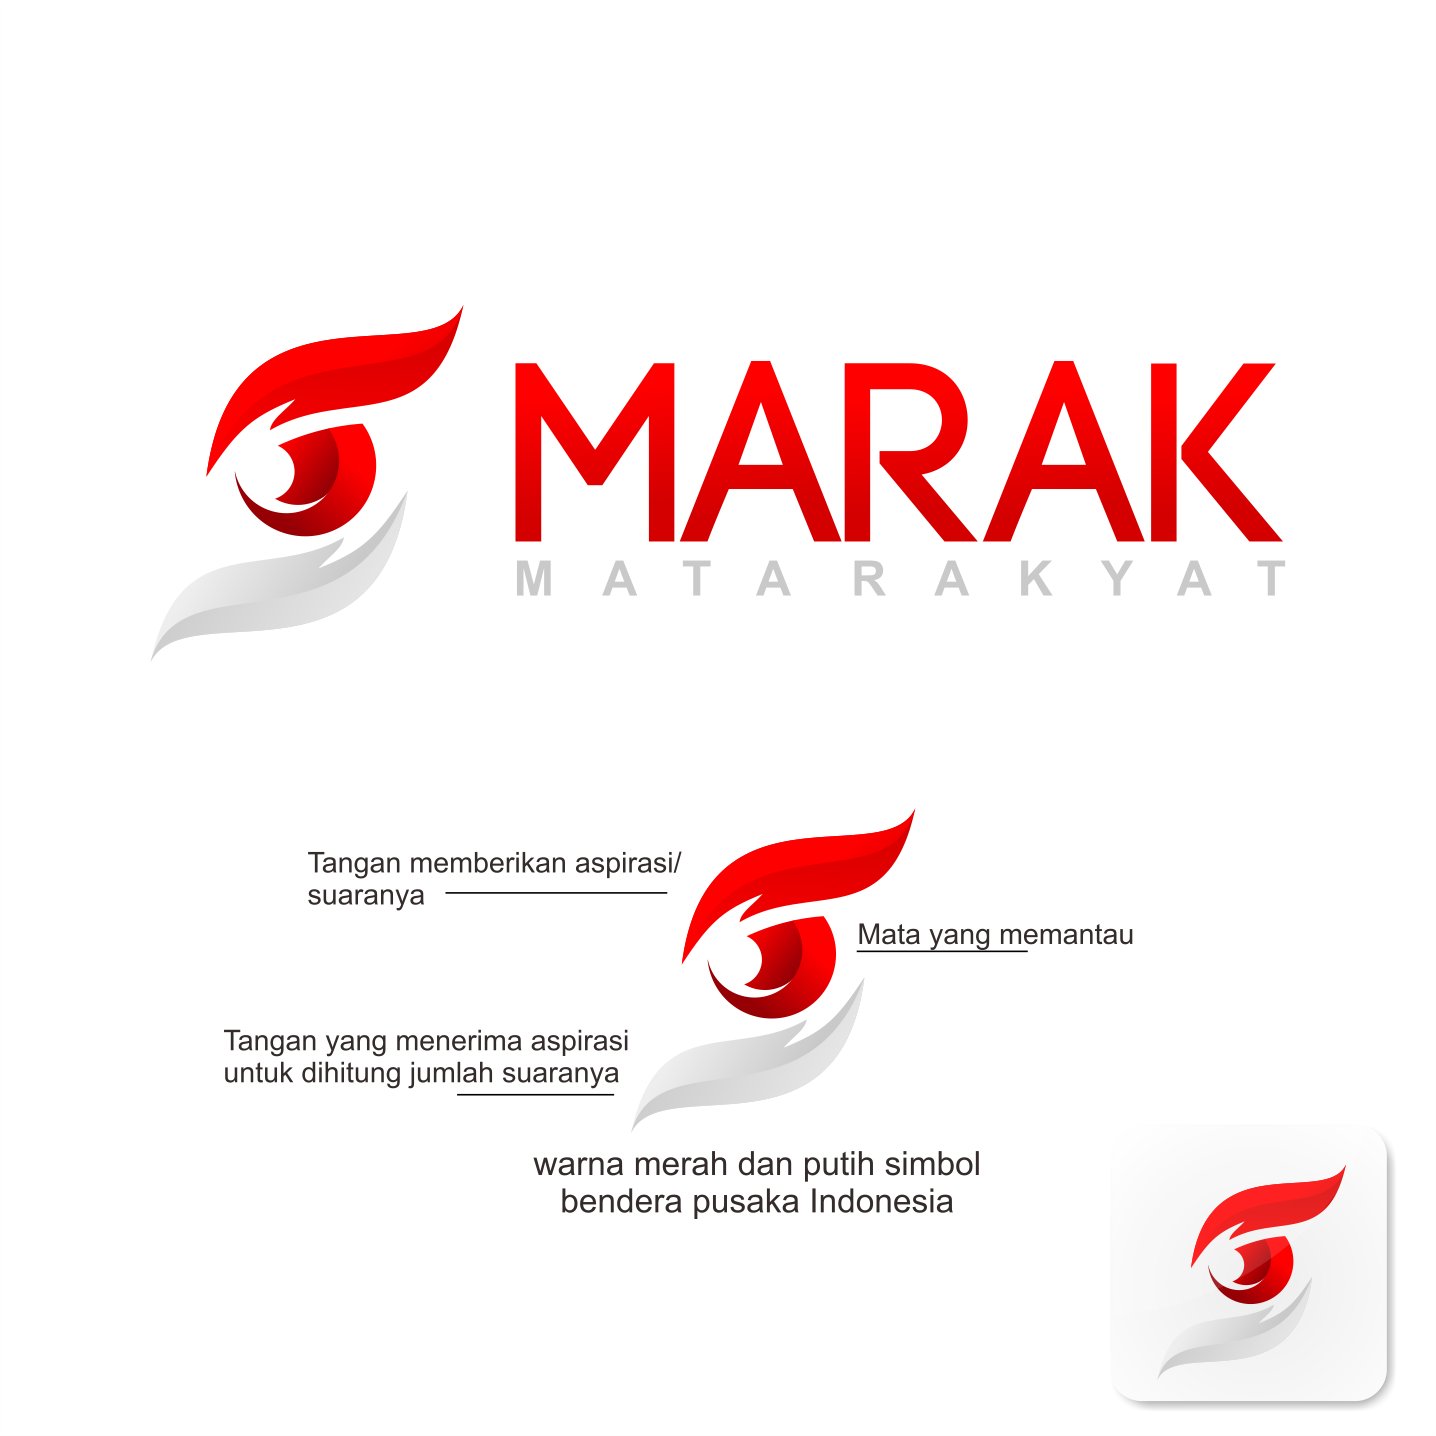 MARAK
MATARAKYAT
Tangan memberikan aspirasi/
suaranya
Mata yang memantau
Tangan yang menerima aspirasi
untuk dihitung jumlah suaranya
warna merah dan putih simbol
bendera pusaka Indonesia